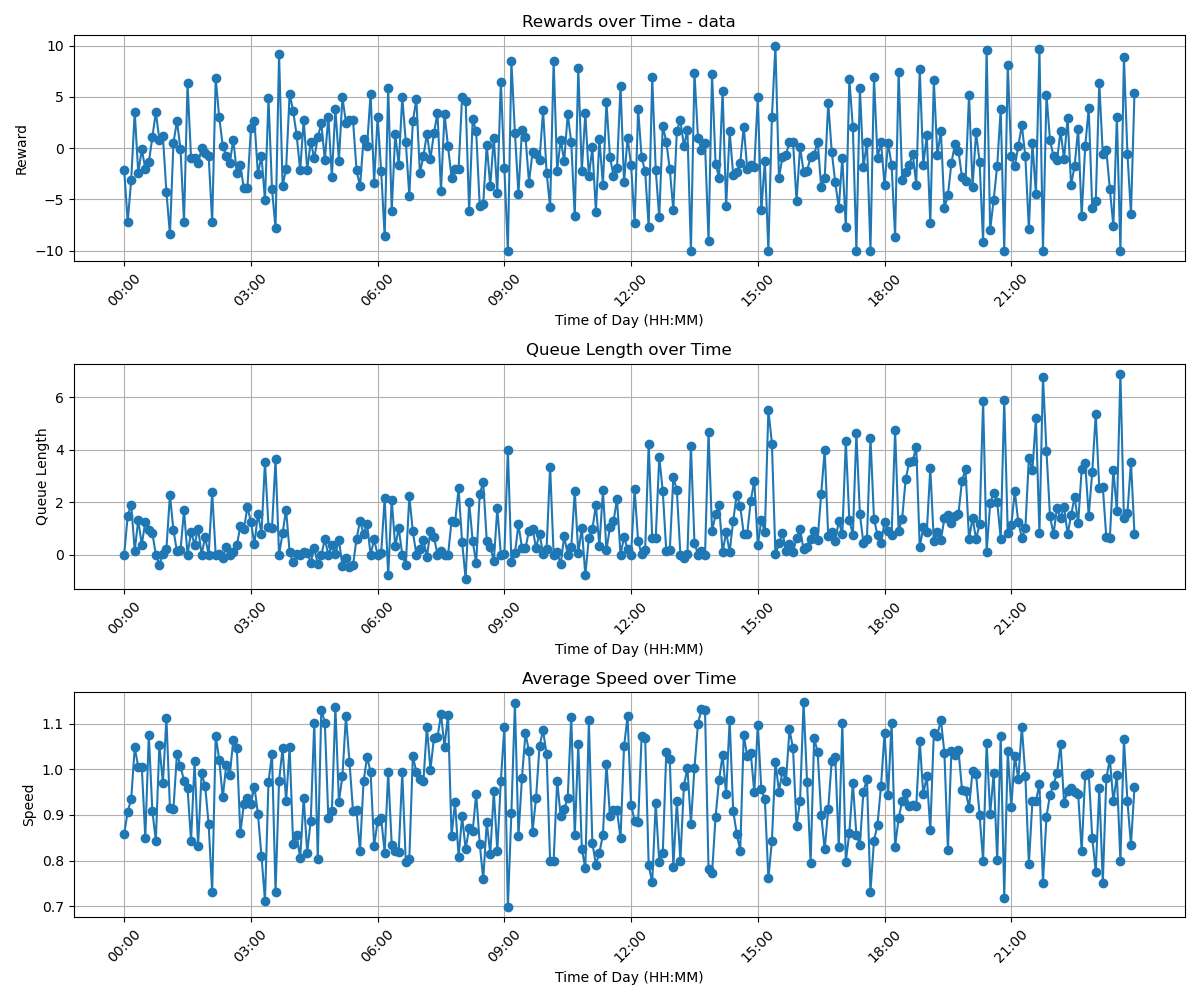 Rewards over Time - data
10
5
0
−5
−10
Reward
00:00 03:00 06:00 09:00 12:00 15:00 18:00 21:00
Time of Day (HH:MM)
Queue Length over Time
6
4
2
0
Queue Length
00:00 03:00 06:00 09:00 12:00 15:00 18:00 21:00
Time of Day (HH:MM)
Average Speed over Time
1.1
1.0
0.9
0.8
0.7
Speed
00:00 03:00 06:00 09:00 12:00 15:00 18:00 21:00
Time of Day (HH:MM)